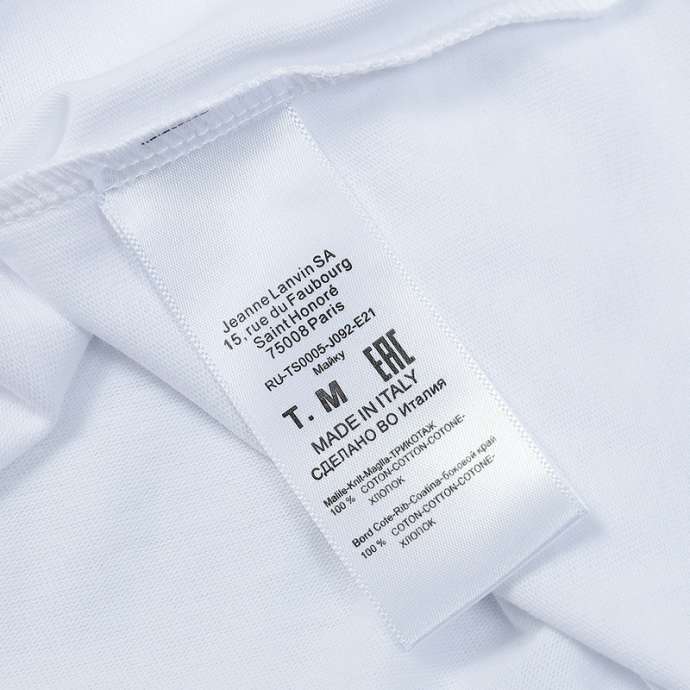 Jeanne Lanvin SA
15, rue du Faubourg
Saint Honoré
75008 Paris
RU-TS0005-J092-E21
Майку
T. M EAC
MADE IN ITALY
СДЕЛАНО ВО Италия
Maille-Knit-Maglia-ТРИКОТАЖ
100 % COTON-COTTON-COTONE-
ХЛОПОК
Bord Cote-Rib-Coatina-боковой край
100 % COTON-COTTON-COTONE-
ХЛОПОК